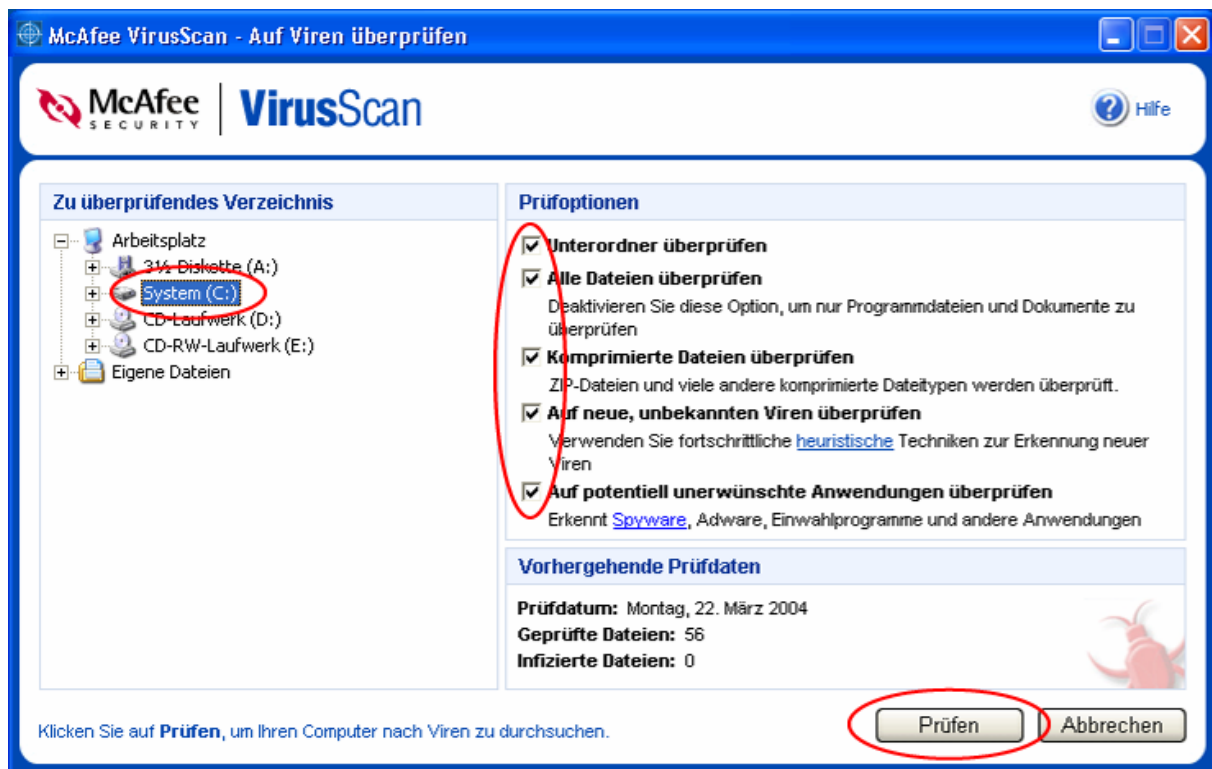 McAfee VirusScan - Auf Viren überprüfen
McAfee SECURITY VirusScan
Hilfe
Zu überprüfendes Verzeichnis
Arbeitsplatz
3½-Diskette (A:)
System (C:)
CD-Laufwerk (D:)
CD-RW-Laufwerk (E:)
Eigene Dateien
Prüfoptionen
Unterordner überprüfen
Alle Dateien überprüfen
Deaktivieren Sie diese Option, um nur Programmdateien und Dokumente zu
überprüfen
Komprimierte Dateien überprüfen
ZIP-Dateien und viele andere komprimierte Dateitypen werden überprüft.
Auf neue, unbekannten Viren überprüfen
Verwenden Sie fortschrittliche heuristische Techniken zur Erkennung neuer
Viren
Auf potentiell unerwünschte Anwendungen überprüfen
Erkennt Spyware, Adware, Einwahlprogramme und andere Anwendungen
Vorhergehende Prüfdaten
Prüfdatum: Montag, 22. März 2004
Geprüfte Dateien: 56
Infizierte Dateien: 0
Klicken Sie auf Prüfen, um Ihren Computer nach Viren zu durchsuchen.
Prüfen
Abbrechen